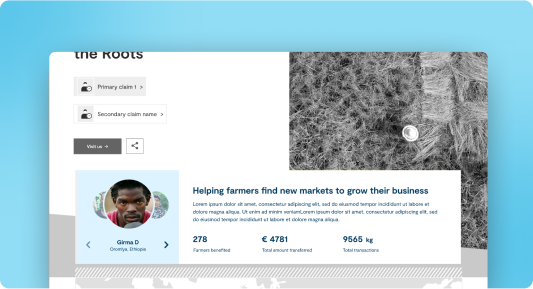 the Roots
Primary claim 1 >
Secondary claim name >
Visit us →
Helping farmers find new markets to grow their business
Lorem ipsum dolor sit amet, consectetur adipiscing elit, sed do eiusmod tempor incididunt ut labore et
dolore magna aliqua. Ut enim ad minim veniamLorem ipsum dolor sit amet, consectetur adipiscing elit, sed
do eiusmod tempor incididunt ut labore et dolore magna aliqua.
Girma D
Oromiya, Ethiopia
278
Farmers benefited
€ 4781
Total amount transferred
9565 kg
Total transactions